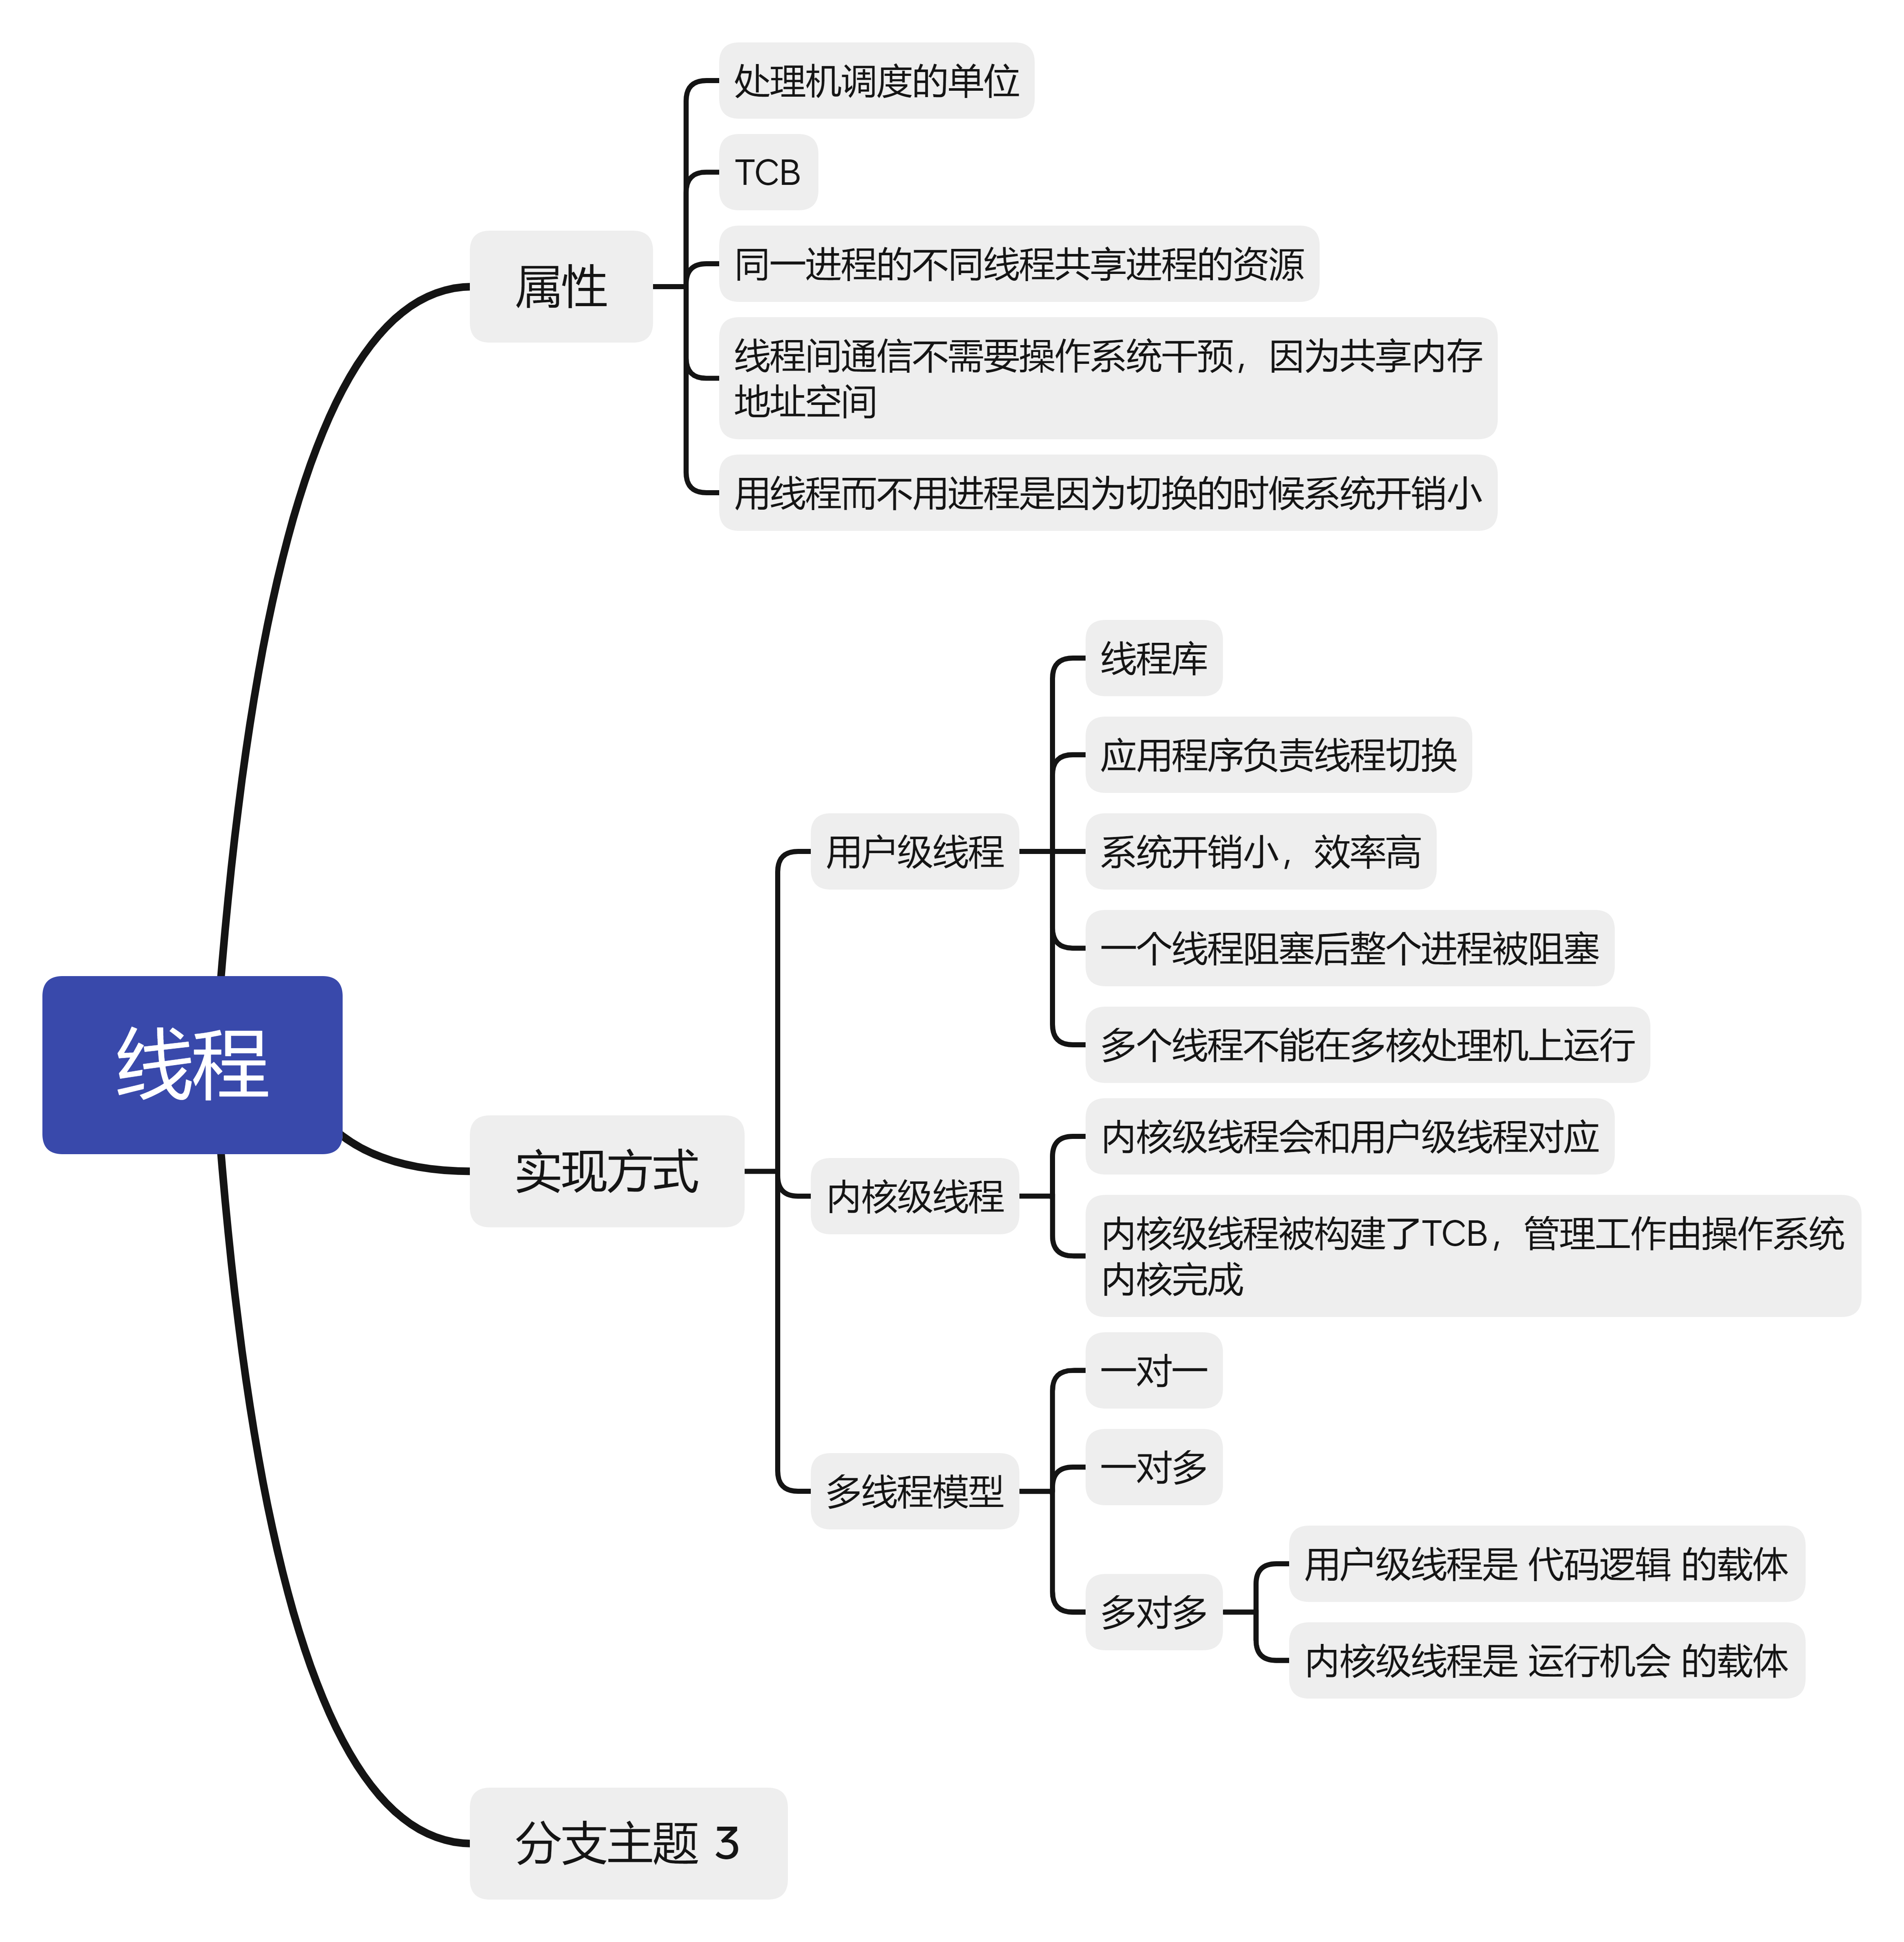 处理机调度的单位
TCB
同一进程的不同线程共享进程的资源
属性
线程间通信不需要操作系统干预，因为共享内存
地址空间
用线程而不用进程是因为切换的时候系统开销小
线程库
应用程序负责线程切换
用户级线程
系统开销小，效率高
一个线程阻塞后整个进程被阻塞
多个线程不能在多核处理机上运行
线程
实现方式
内核级线程会和用户级线程对应
内核级线程
内核级线程被构建了TCB，管理工作由操作系统
内核完成
一对一
一对多
多线程模型
用户级线程是 代码逻辑 的载体
多对多
内核级线程是 运行机会 的载体
分支主题 3